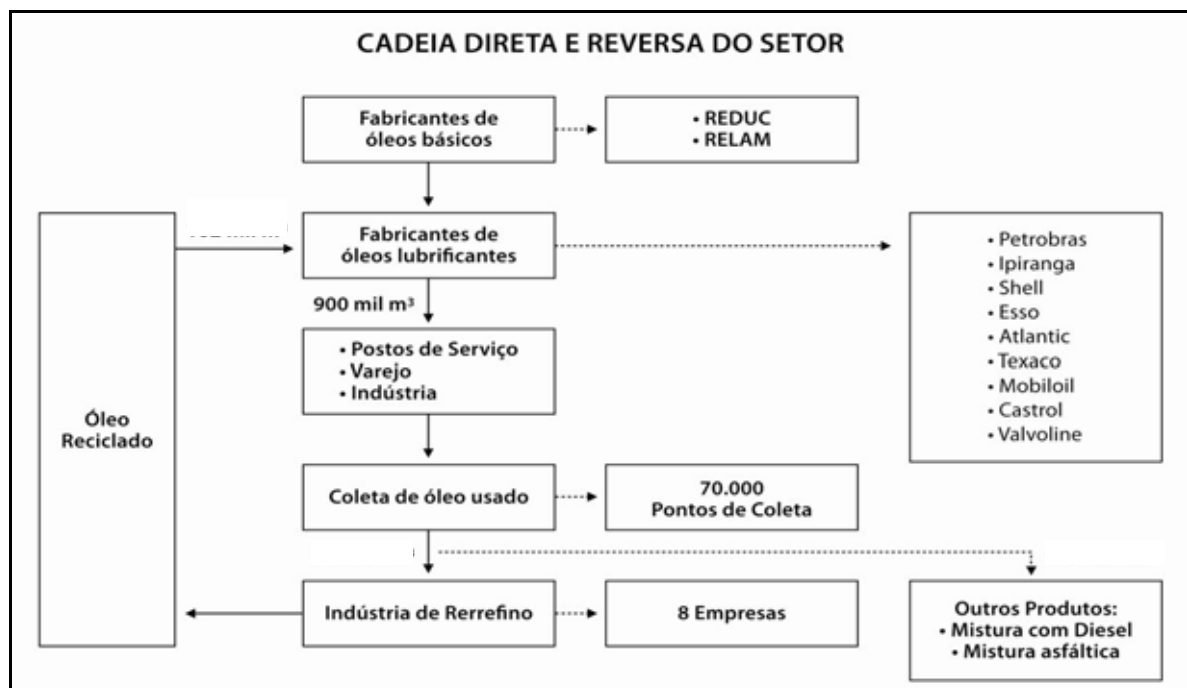 CADEIA DIRETA E REVERSA DO SETOR
Fabricantes de
óleos básicos
• REDUC
• RELAM
Fabricantes de
óleos lubrificantes
• Petrobras
• Ipiranga
• Shell
• Esso
• Atlantic
• Texaco
• Mobiloil
• Castrol
• Valvoline
900 mil m³
• Postos de Serviço
• Varejo
• Indústria
Óleo
Reciclado
Coleta de óleo usado
70.000
Pontos de Coleta
Indústria de Rerrefino
8 Empresas
Outros Produtos:
• Mistura com Diesel
• Mistura asfáltica